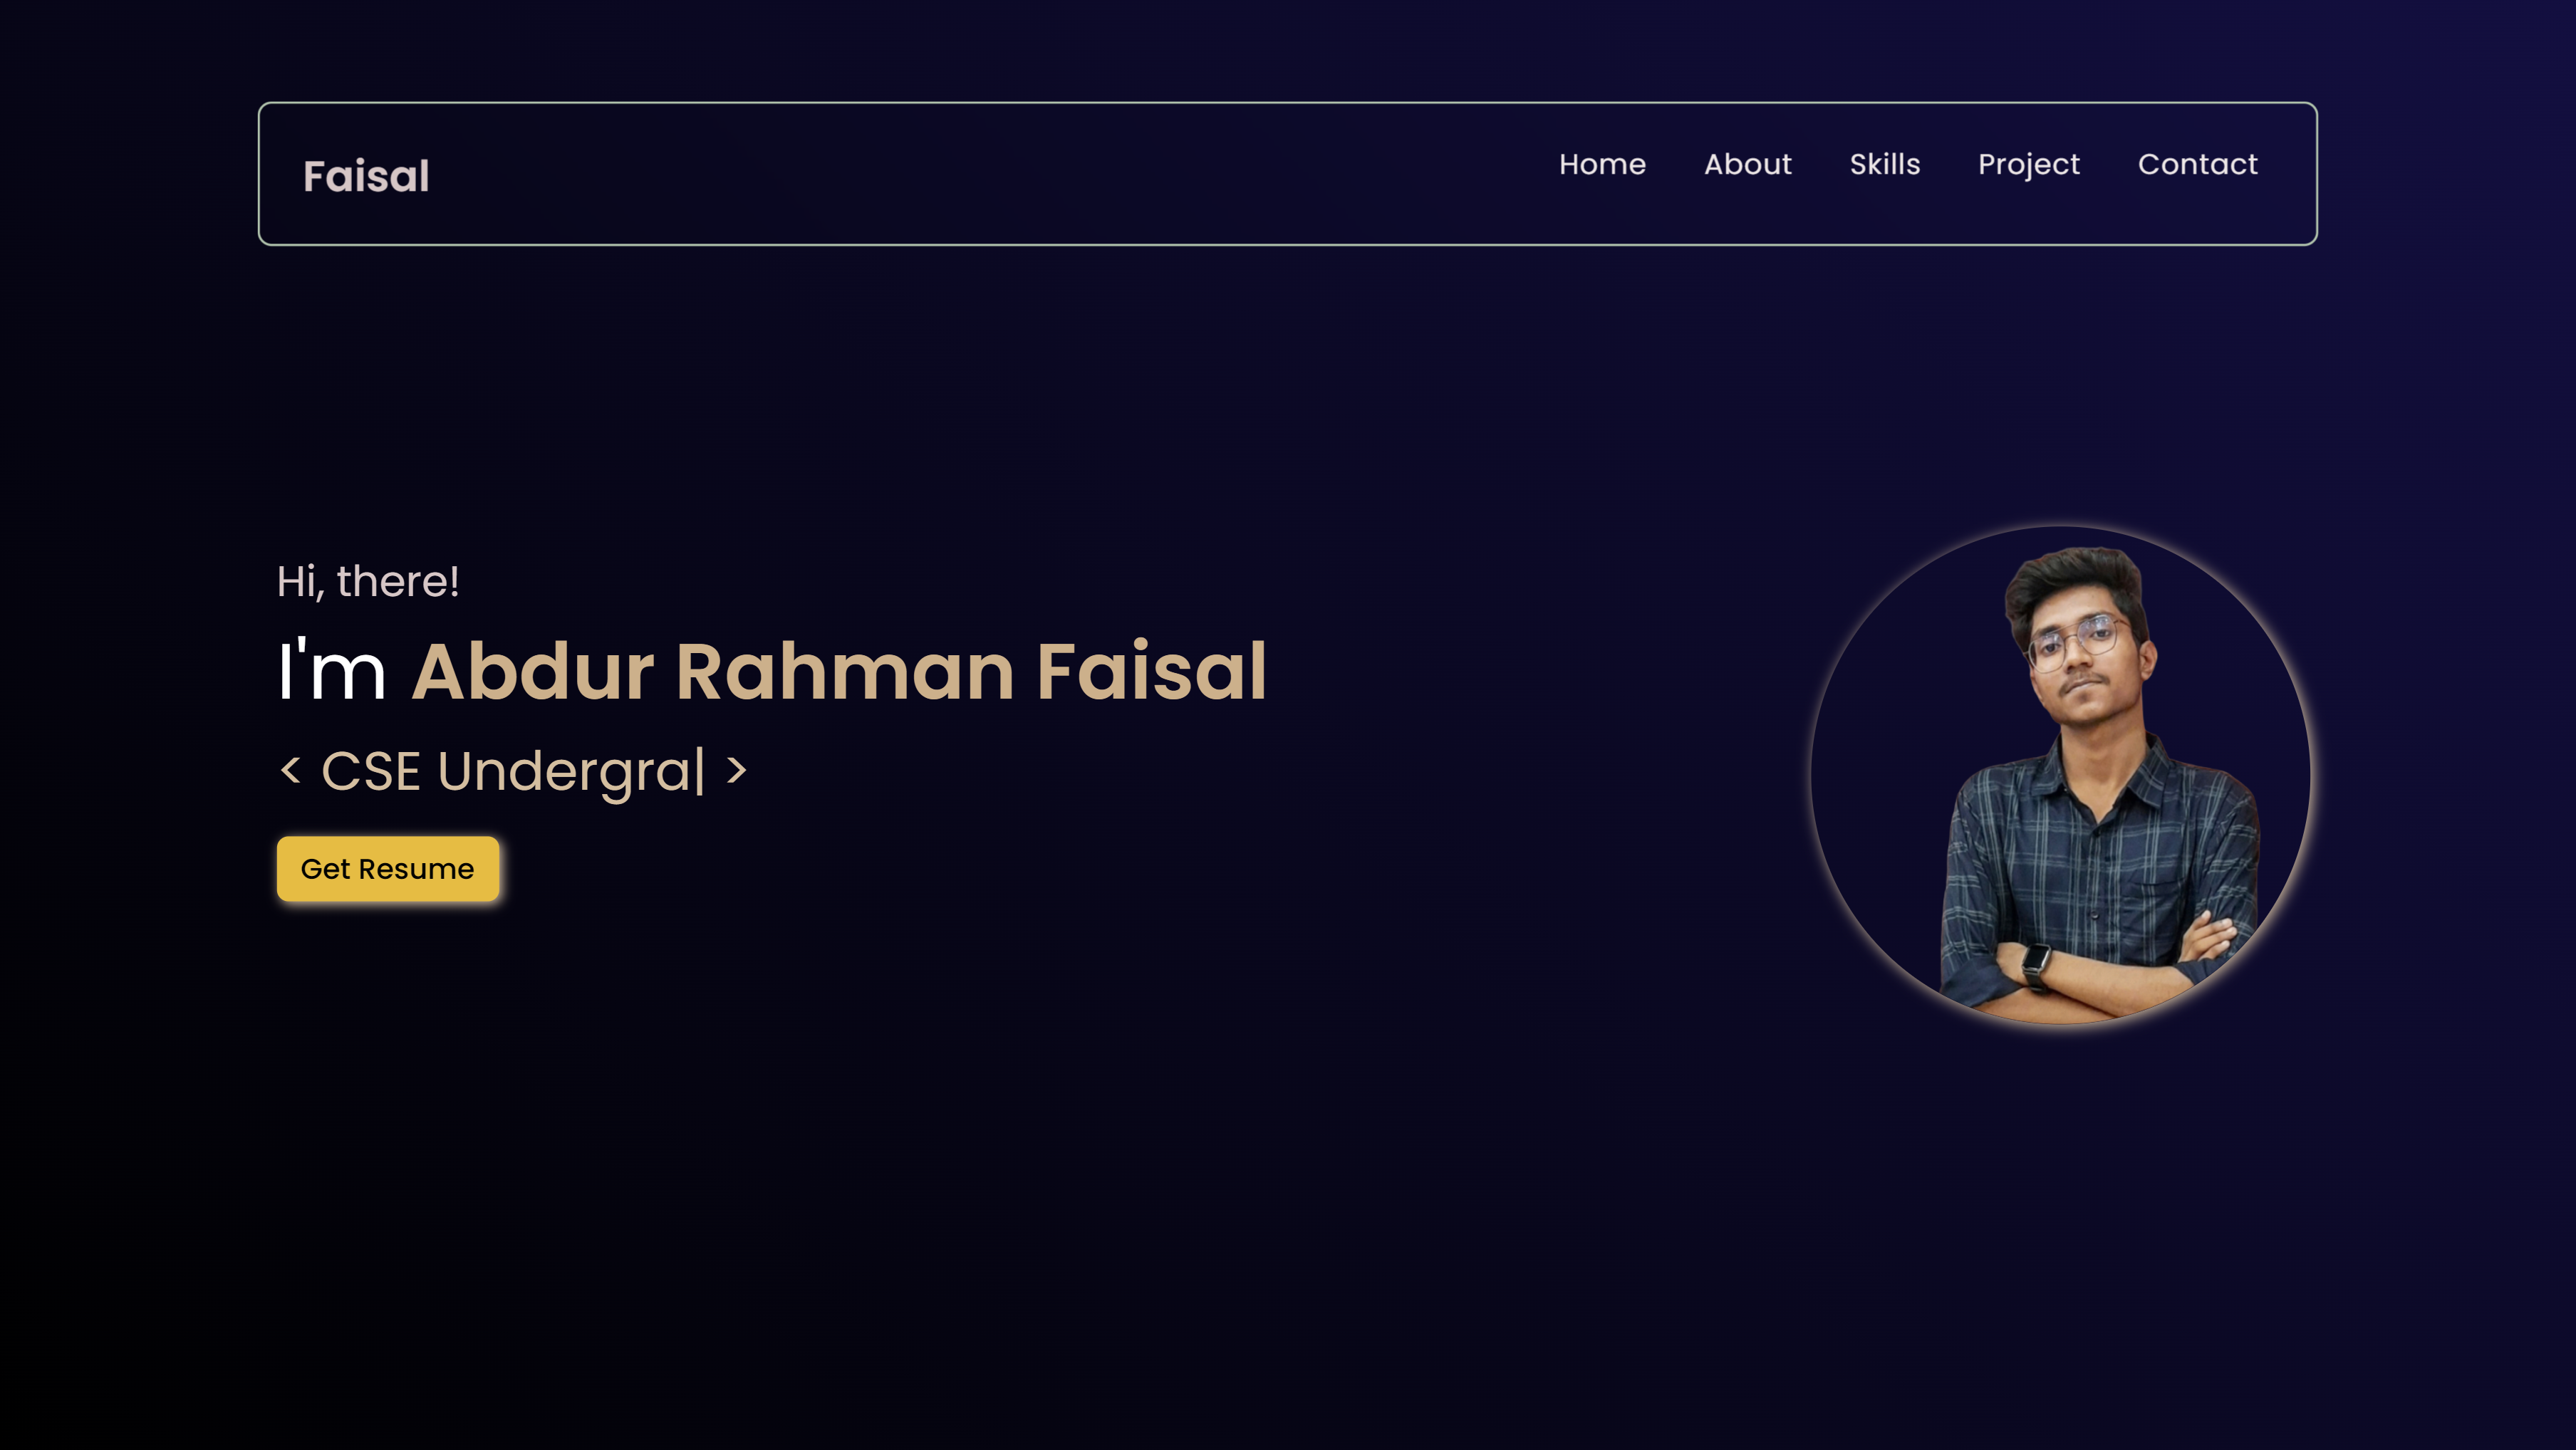 Faisal
Home About Skills Project Contact
Hi, there!
I'm Abdur Rahman Faisal
< CSE Undergra| >
Get Resume